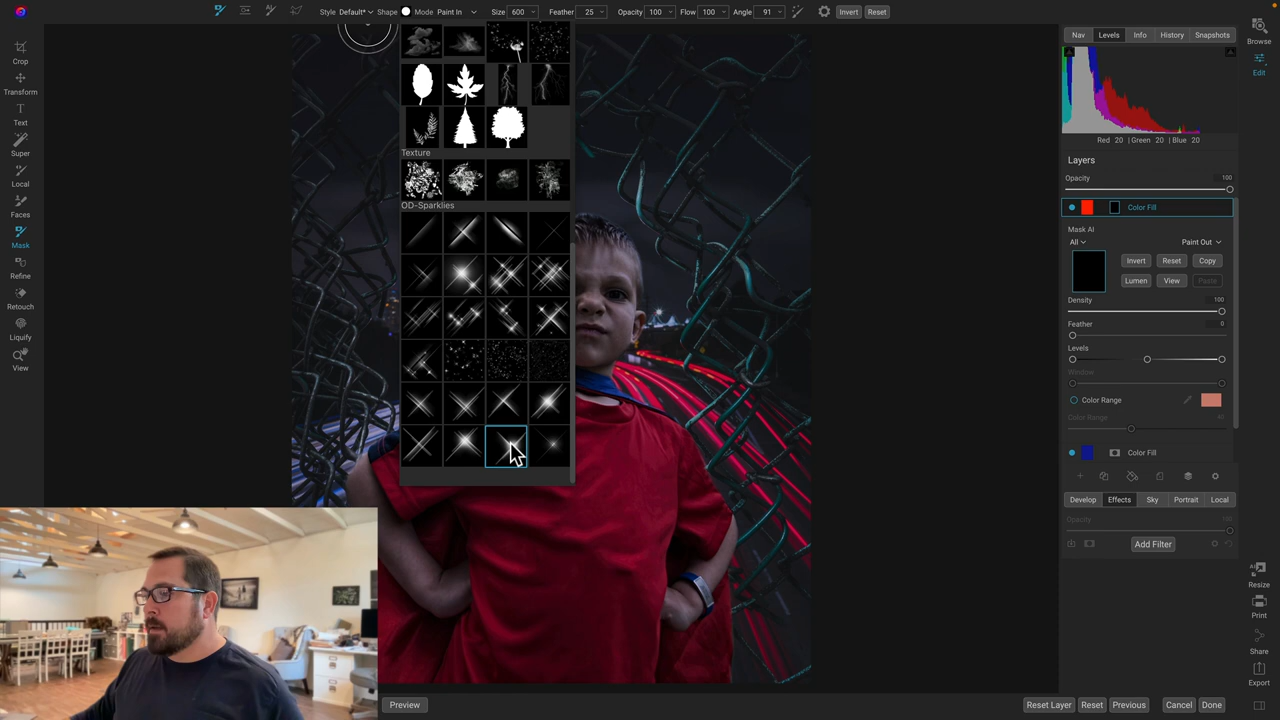 Style Default* Shape Mode Paint In Size 600 Feather 25 Opacity 100 Flow 100 Angle 91 Invert Reset
Crop
Transform
Text
Super
Local
Faces
Mask
Refine
Retouch
Liquify
View
Texture
OD-Sparklies
Nav Levels Info History Snapshots
Red 20 | Green 20 | Blue 20
Layers
Opacity 100
Color Fill
Mask AI
All Paint Out
Invert Reset Copy
Lumen View Paste
Density 100
Feather 0
Levels
Window
Color Range
Color Range 40
Color Fill
Develop Effects Sky Portrait Local
Opacity 100
Add Filter
Browse
Edit
Resize
Print
Share
Export
Preview
Reset Layer Reset Previous Cancel Done